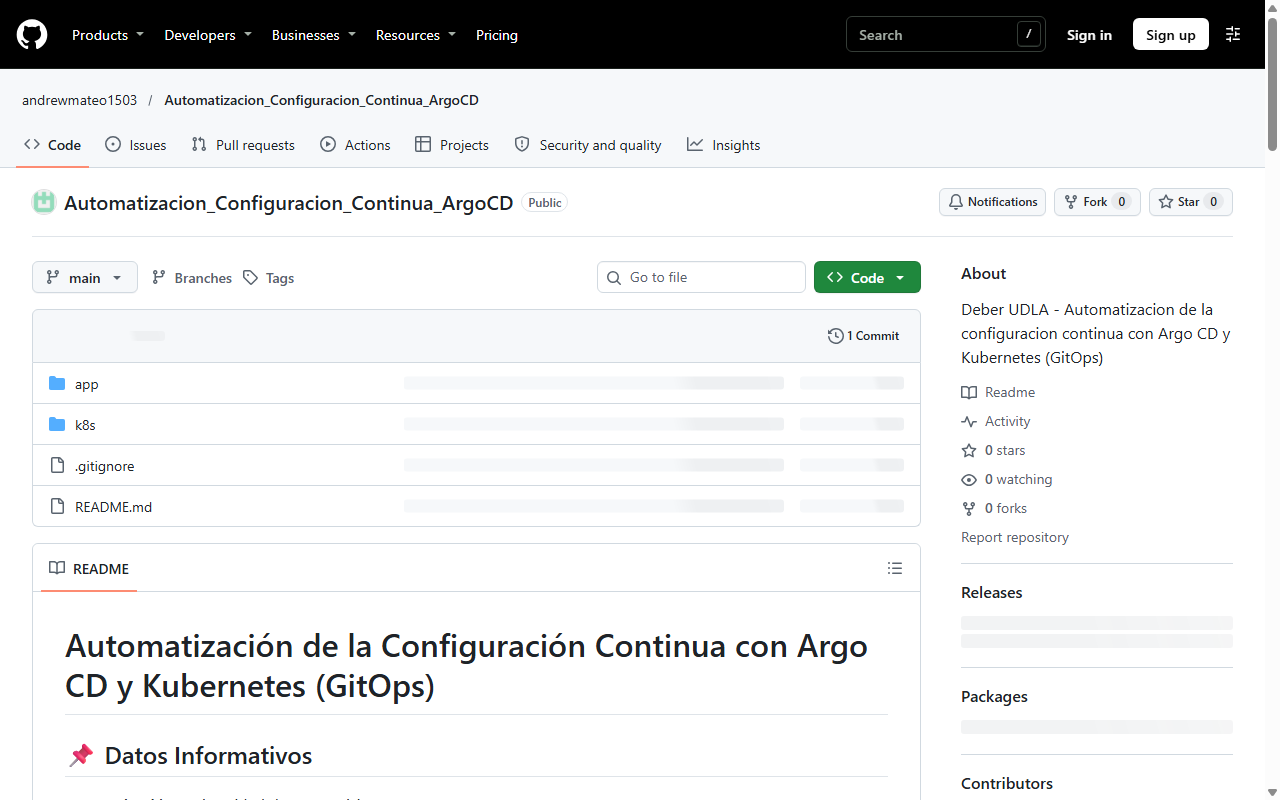 Products Developers Businesses Resources Pricing Search / Sign in Sign up
andrewmateo1503 / Automatizacion_Configuracion_Continua_ArgoCD
Code Issues Pull requests Actions Projects Security and quality Insights
Automatizacion_Configuracion_Continua_ArgoCD Public Notifications Fork 0 Star 0
main Branches Tags Go to file Code
1 Commit
app
k8s
.gitignore
README.md
README
Automatización de la Configuración Continua con Argo
CD y Kubernetes (GitOps)
📌 Datos Informativos
About
Deber UDLA - Automatizacion de la
configuracion continua con Argo CD y
Kubernetes (GitOps)
Readme
Activity
0 stars
0 watching
0 forks
Report repository
Releases
Packages
Contributors